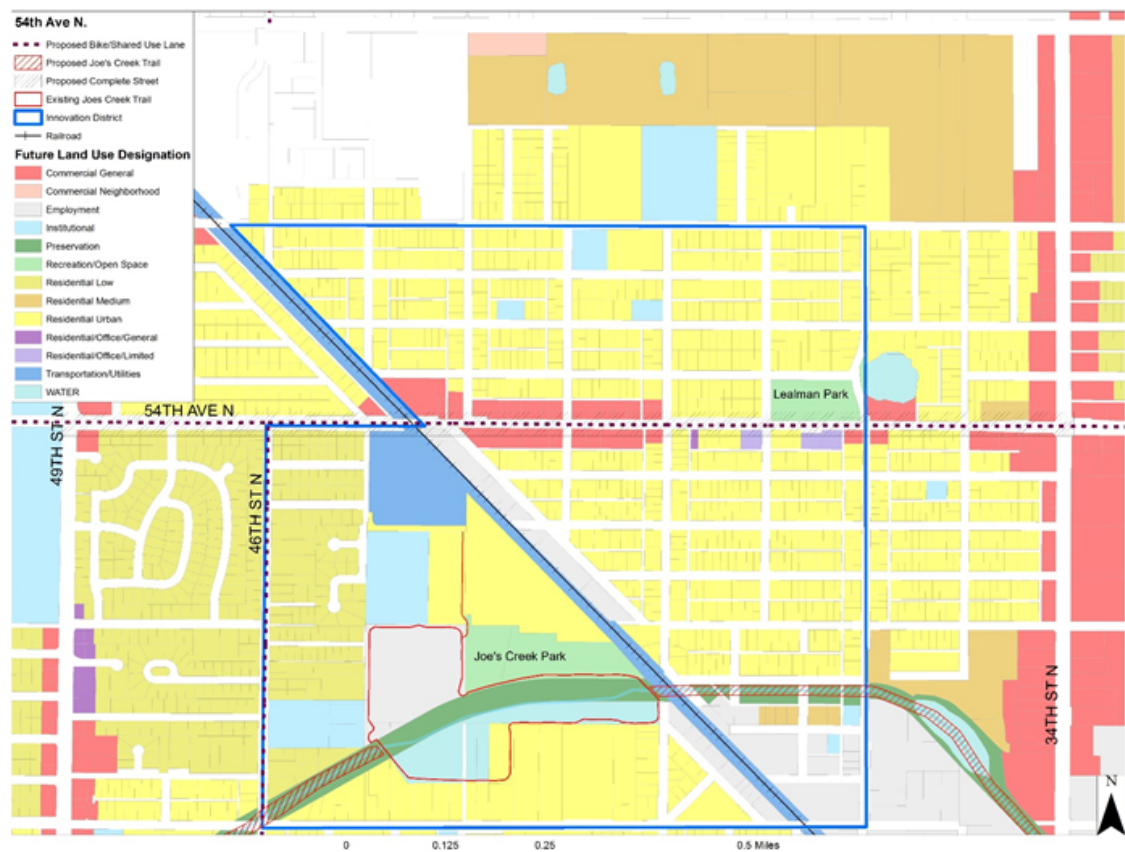 54th Ave N.
Proposed Bike/Shared Use Lane
Proposed Joe's Creek Trail
Proposed Complete Street
Existing Joes Creek Trail
Innovation District
Railroad
Future Land Use Designation
Commercial General
Commercial Neighborhood
Employment
Institutional
Preservation
Recreation/Open Space
Residential Low
Residential Medium
Residential Urban
Residential/Office/General
Residential/Office/Limited
Transportation/Utilities
WATER
Lealman Park
54TH AVE N
49TH ST N
46TH ST N
Joe's Creek Park
34TH ST N
N
0 0.125 0.25 0.5 Miles